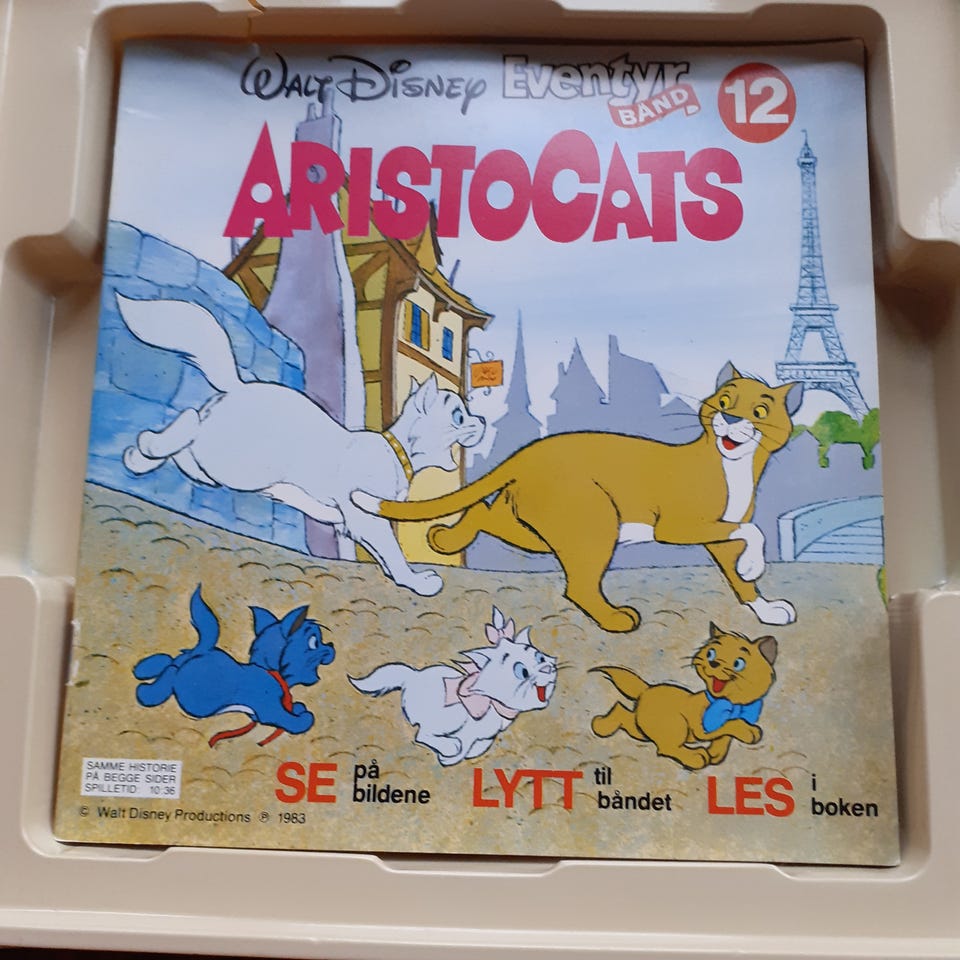 WALT DISNEY Eventyr
BÅND
12
ARISTOCATS
SAMME HISTORIE
PÅ BEGGE SIDER
SPILLETID 10:36
SE på bildene
LYTT til båndet
LES i boken
© Walt Disney Productions ℗ 1983